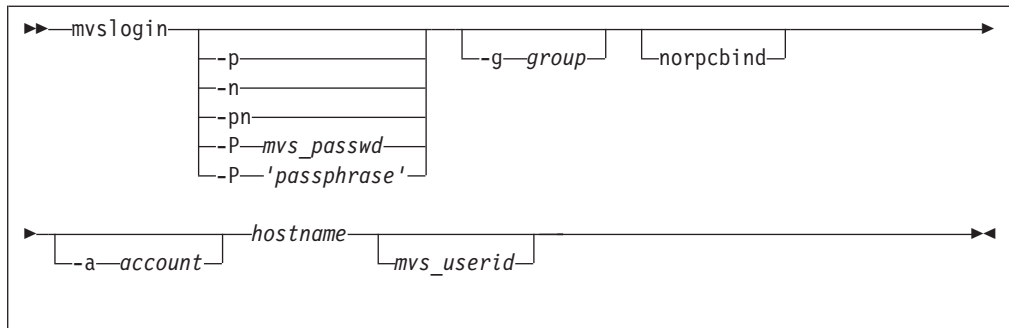 mvslogin
-p
-n
-pn
-P mvs_passwd
-P 'passphrase'
-g group
norpcbind
-a account
hostname
mvs_userid